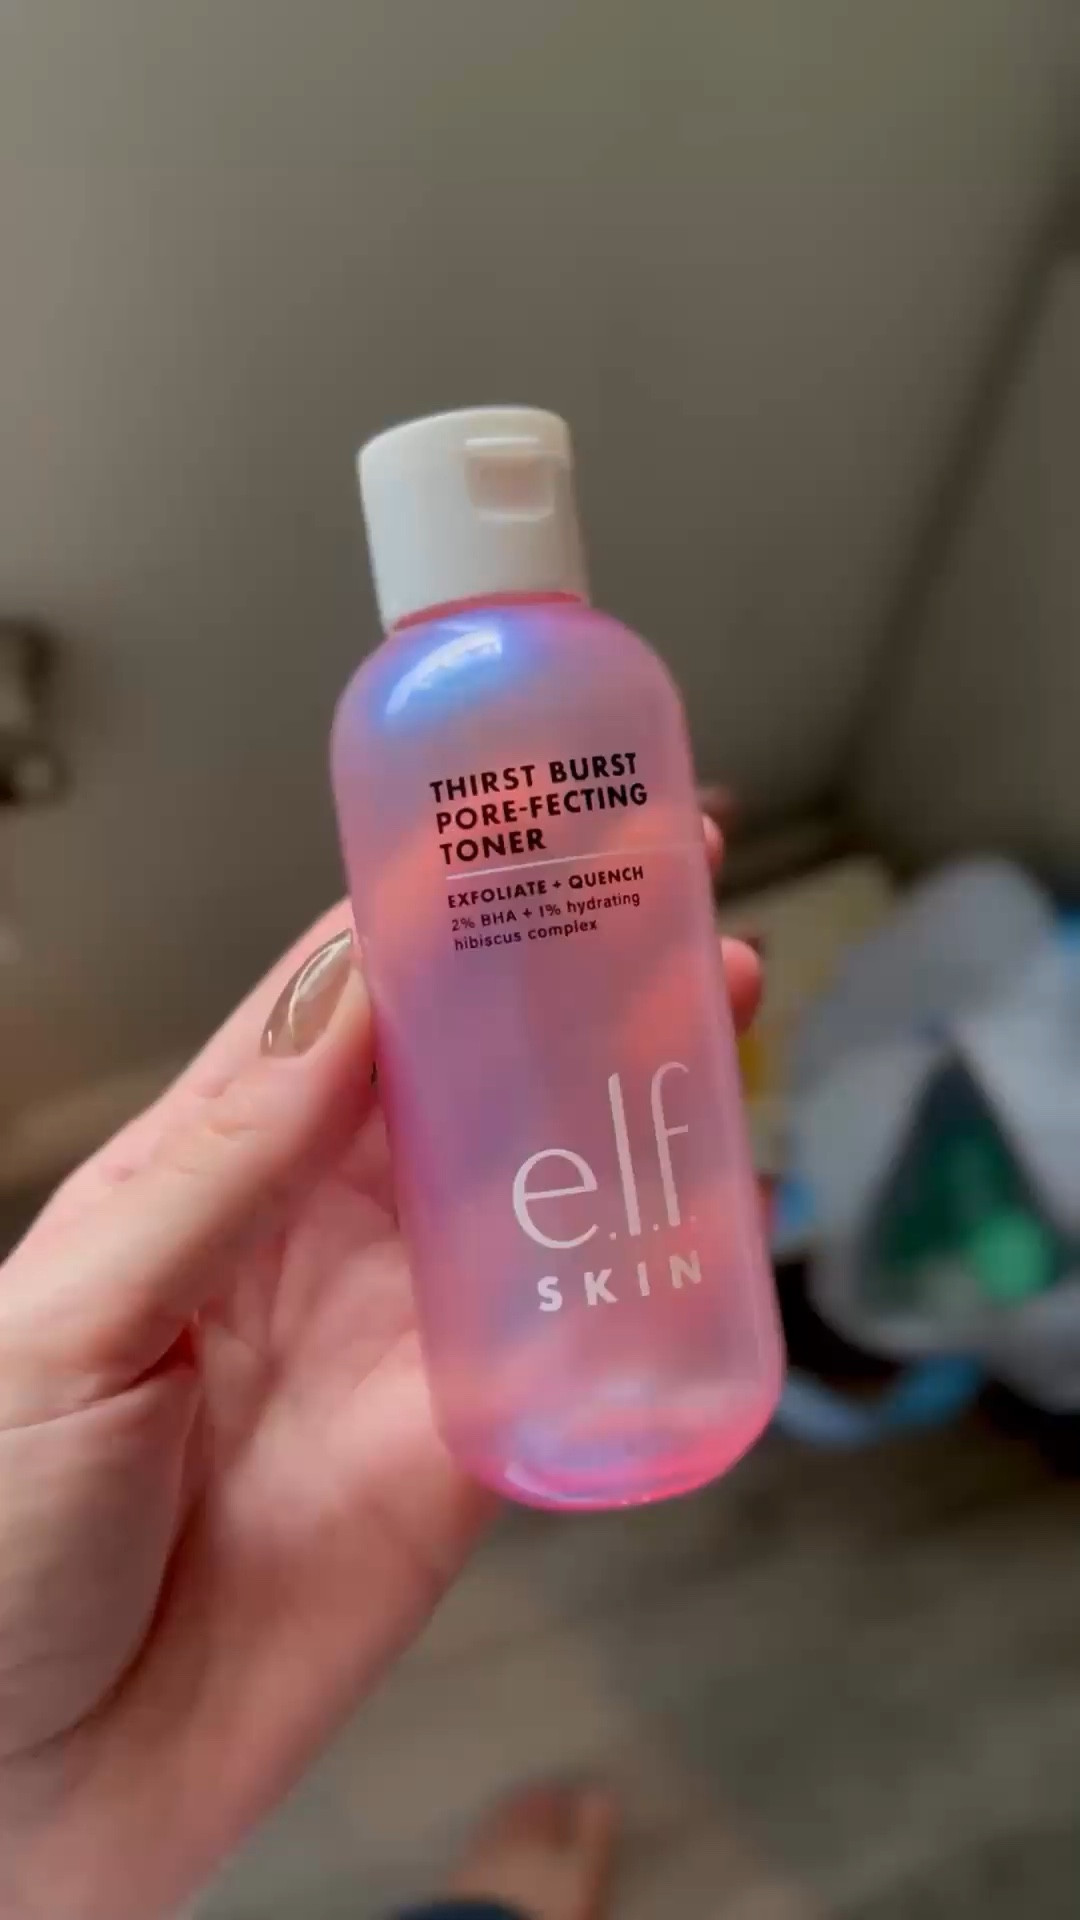 THIRST BURST
PORE-FECTING
TONER
EXFOLIATE + QUENCH
2% BHA + 1% hydrating
hibiscus complex
e.l.f.
SKIN